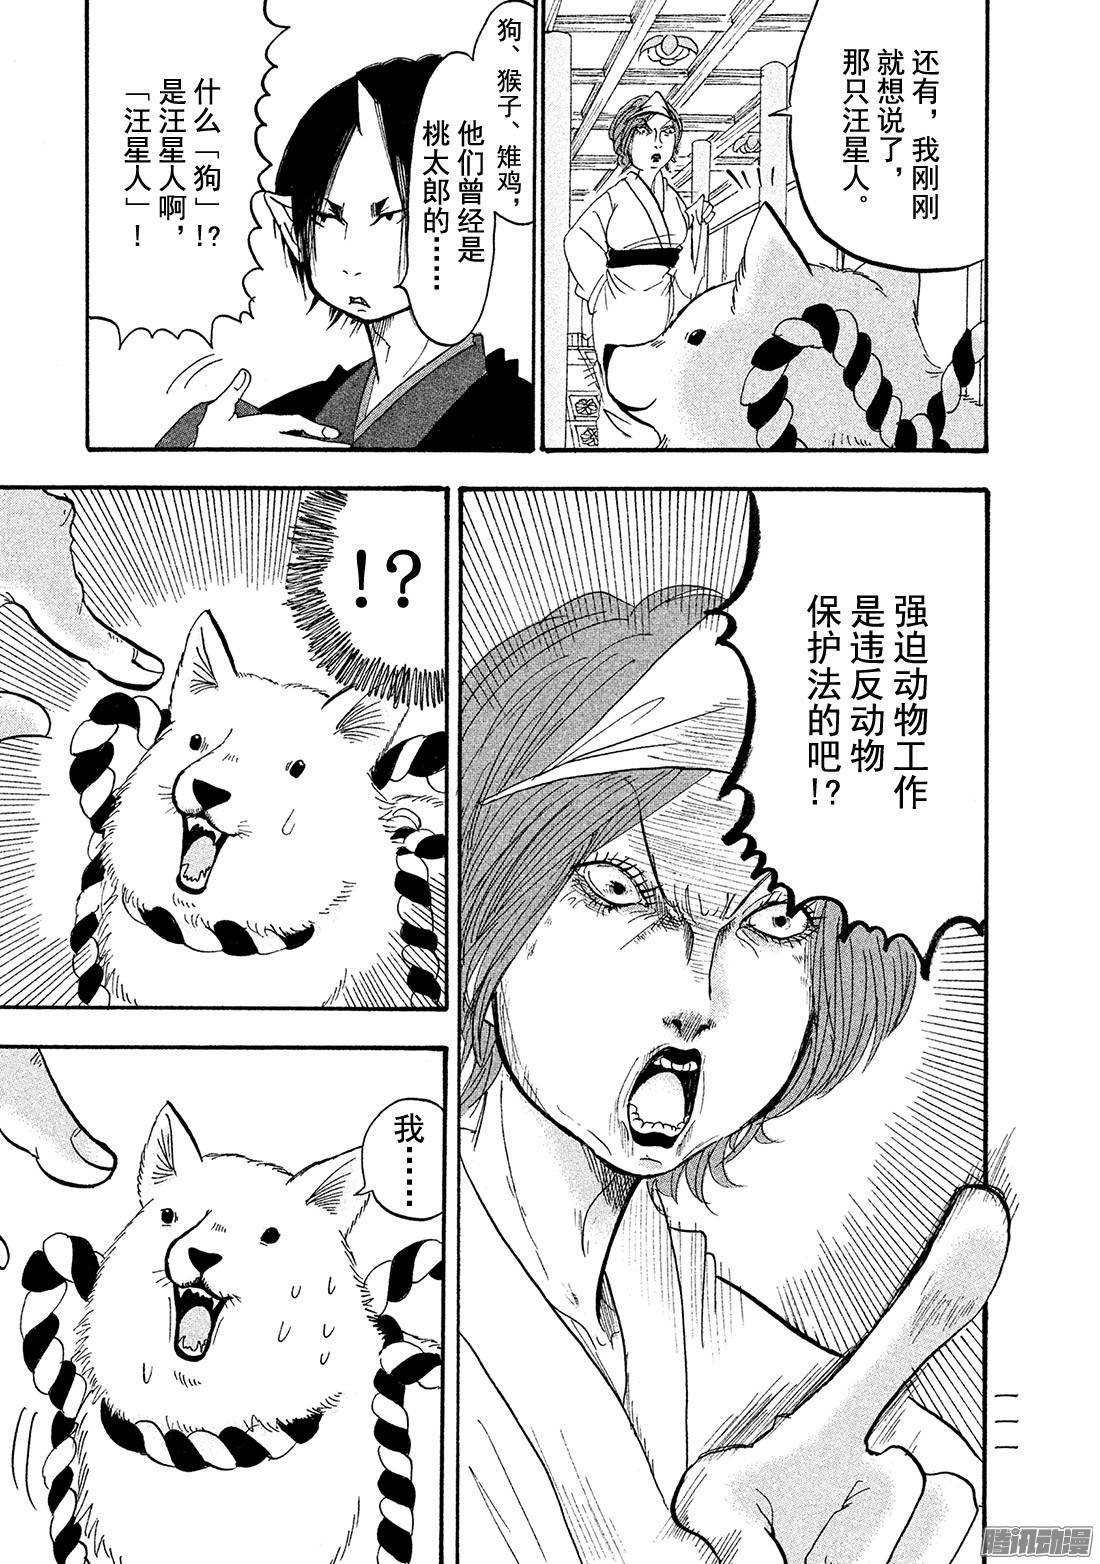 还有，我刚刚
就想说了，
那只汪星人。
狗、猴子、雉鸡，
他们曾经是
桃太郎的……
什么「狗」!?
是汪星人啊，
「汪星人」!
强迫动物工作
是违反动物
保护法的吧!?
!?
我……
一一一
腾讯动漫